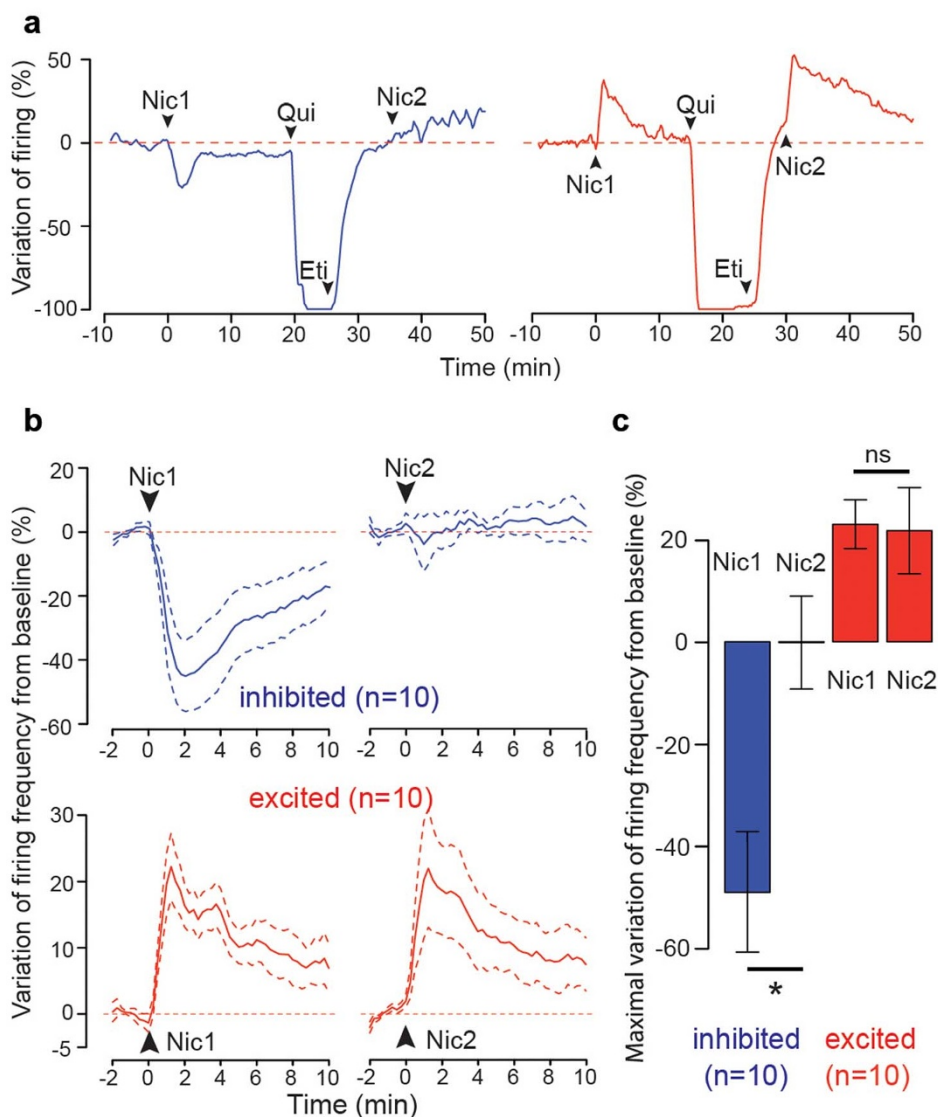 a
Variation of firing (%)
50
0
-50
-100
Nic1
Qui
Eti
Nic2
-10 0 10 20 30 40 50
Nic1
Qui
Eti
Nic2
-10 0 10 20 30 40 50
Time (min)
b
Variation of firing frequency from baseline (%)
20
0
-20
-40
-60
Nic1
Nic2
inhibited (n=10)
-2 0 2 4 6 8 10
-2 0 2 4 6 8 10
excited (n=10)
30
20
10
0
-5
Nic1
Nic2
-2 0 2 4 6 8 10
-2 0 2 4 6 8 10
Time (min)
c
Maximal variation of firing frequency from baseline (%)
20
0
-20
-40
-60
ns
Nic1
Nic2
Nic1
Nic2
*
inhibited
(n=10)
excited
(n=10)